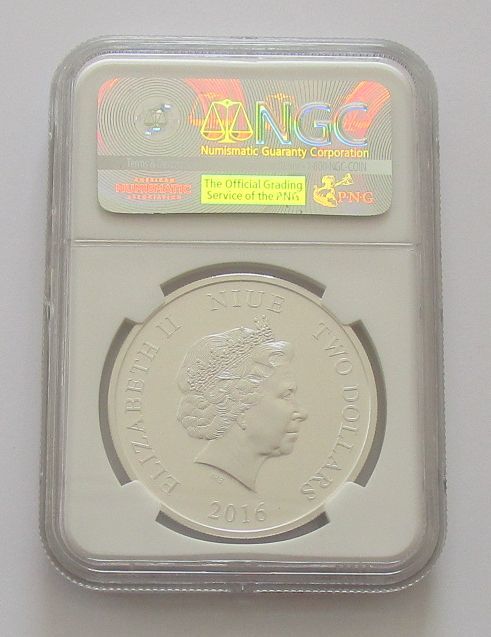 NGC
Numismatic Guaranty Corporation
AMERICAN
NUMISMATIC
ASSOCIATION
The Official Grading
Service of the PNG
PNG
ELIZABETH II NIUE TWO DOLLARS
2016